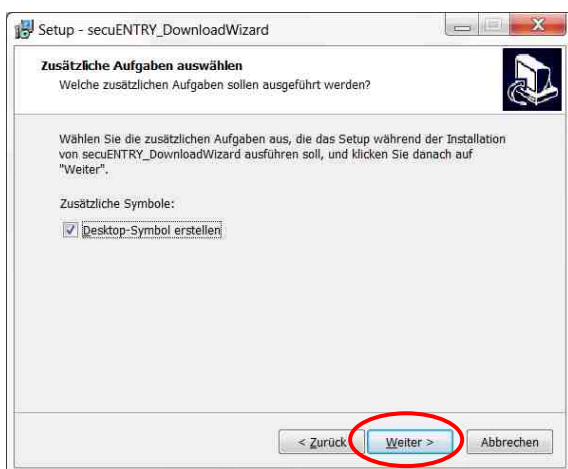 Setup - secuENTRY_DownloadWizard
Zusätzliche Aufgaben auswählen
Welche zusätzlichen Aufgaben sollen ausgeführt werden?
Wählen Sie die zusätzlichen Aufgaben aus, die das Setup während der Installation
von secuENTRY_DownloadWizard ausführen soll, und klicken Sie danach auf
"Weiter".
Zusätzliche Symbole:
Desktop-Symbol erstellen
< Zurück Weiter > Abbrechen